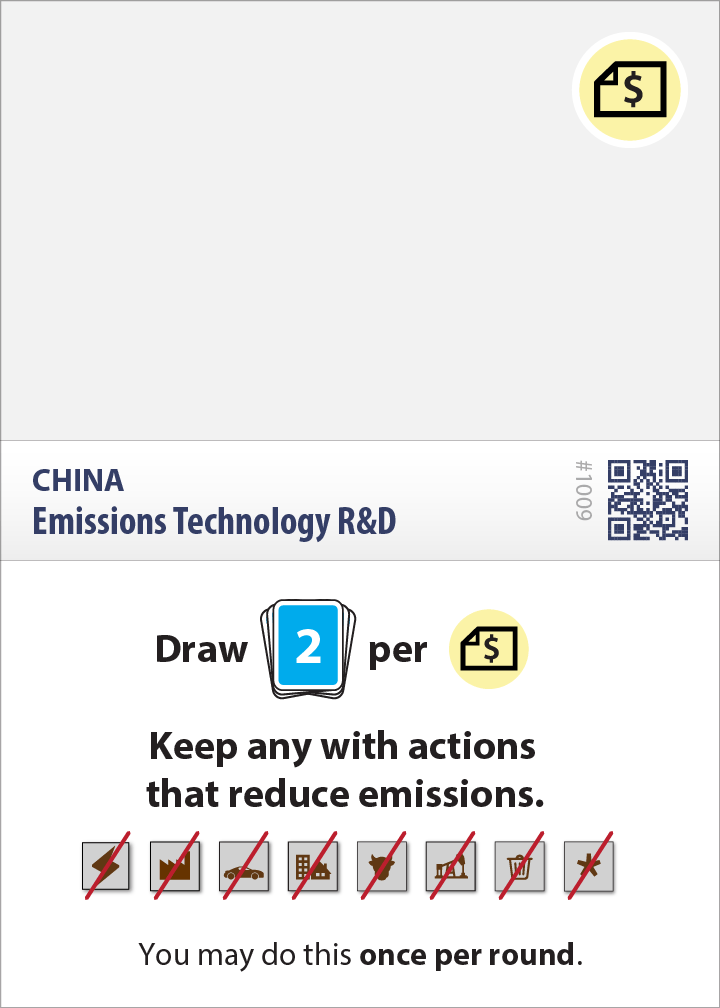 $
CHINA
Emissions Technology R&D
#1009
Draw 2 per $
Keep any with actions
that reduce emissions.
You may do this once per round.